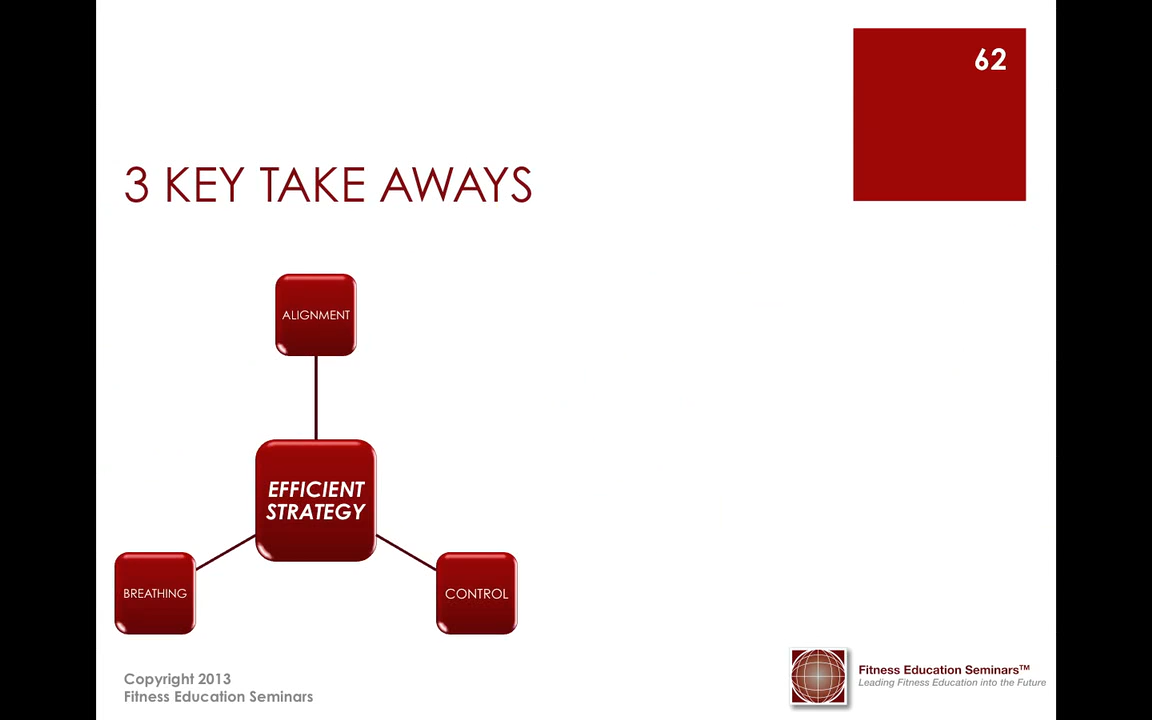 62
3 KEY TAKE AWAYS
ALIGNMENT
EFFICIENT
STRATEGY
BREATHING
CONTROL
Copyright 2013
Fitness Education Seminars
Fitness Education Seminars™
Leading Fitness Education into the Future